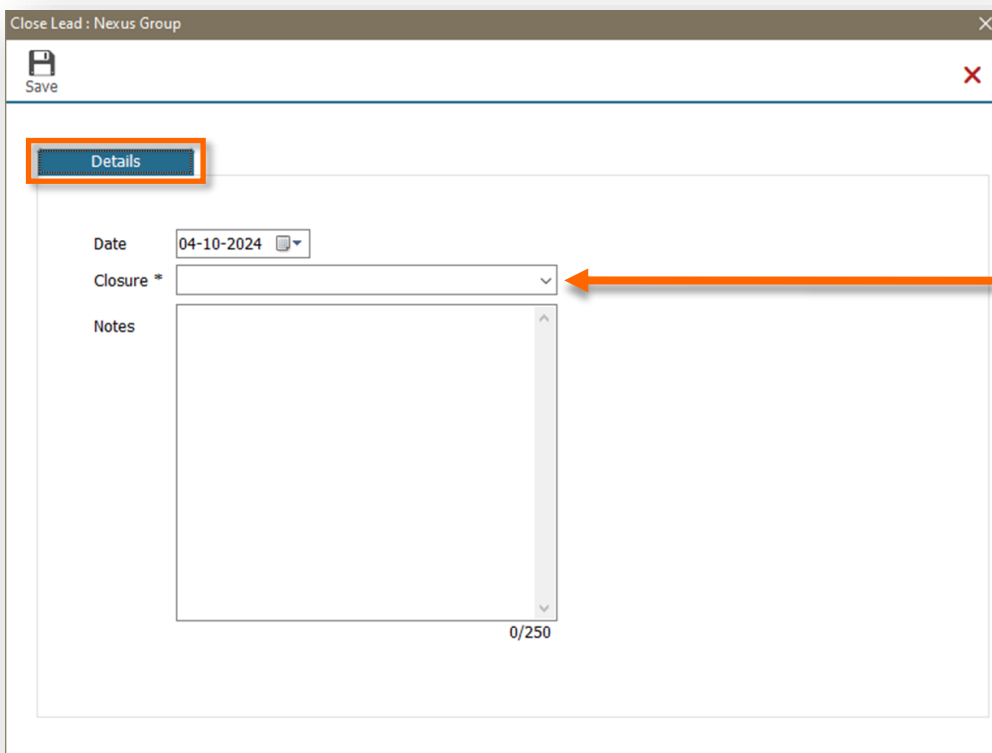 Close Lead : Nexus Group
Save
Details
Date 04-10-2024
Closure *
Notes
0/250